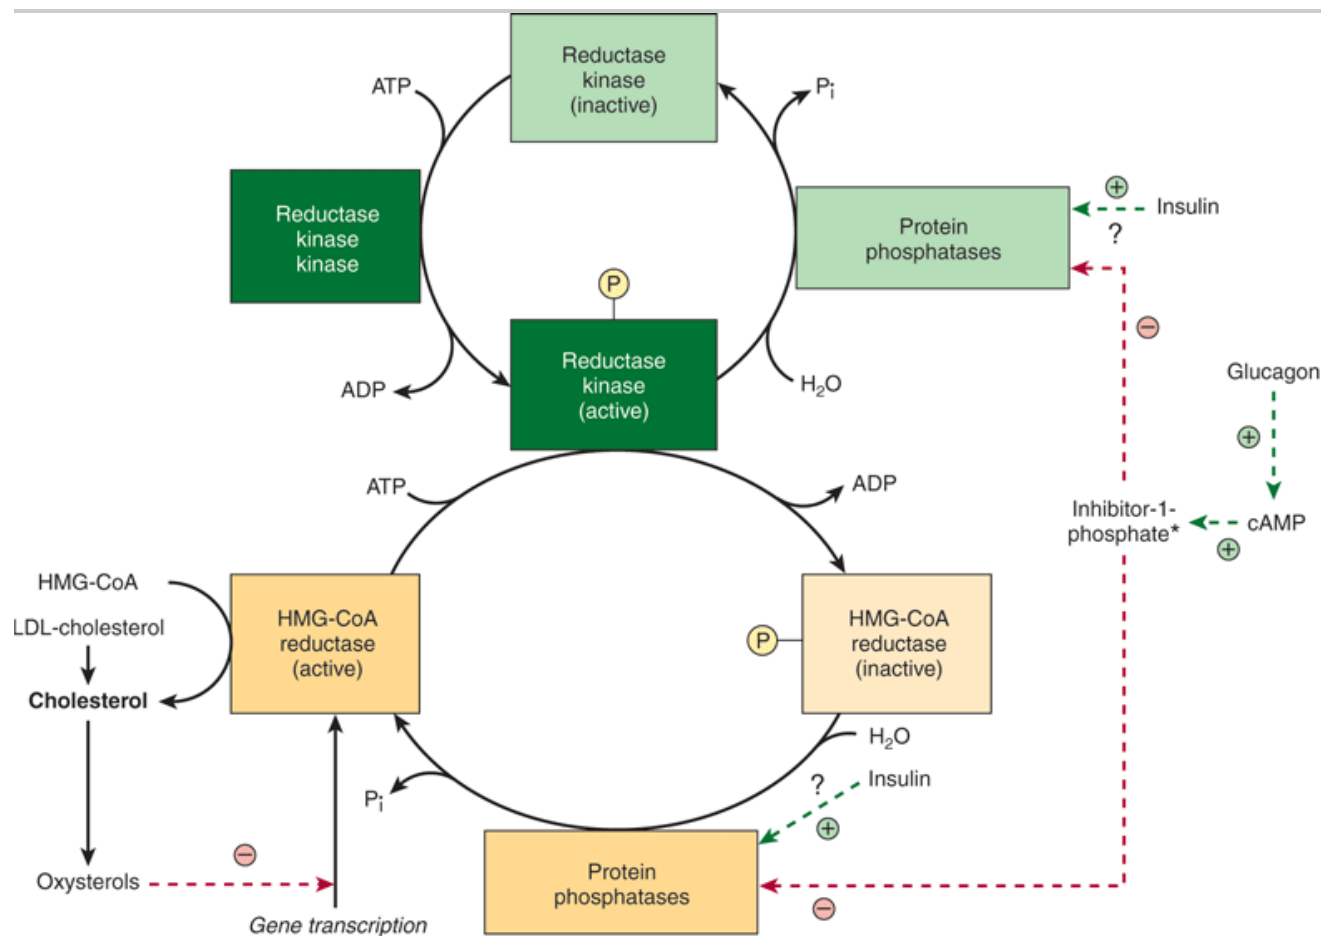 Reductase
kinase
(inactive)
ATP
Pi
Reductase
kinase
kinase
Protein
phosphatases
+
Insulin
?
P
−
Reductase
kinase
(active)
ADP
H2O
Glucagon
+
ATP
ADP
Inhibitor-1-
phosphate*
cAMP
+
HMG-CoA
LDL-cholesterol
Cholesterol
HMG-CoA
reductase
(active)
P
HMG-CoA
reductase
(inactive)
H2O
Pi
?
Insulin
+
Oxysterols
−
Protein
phosphatases
−
Gene transcription